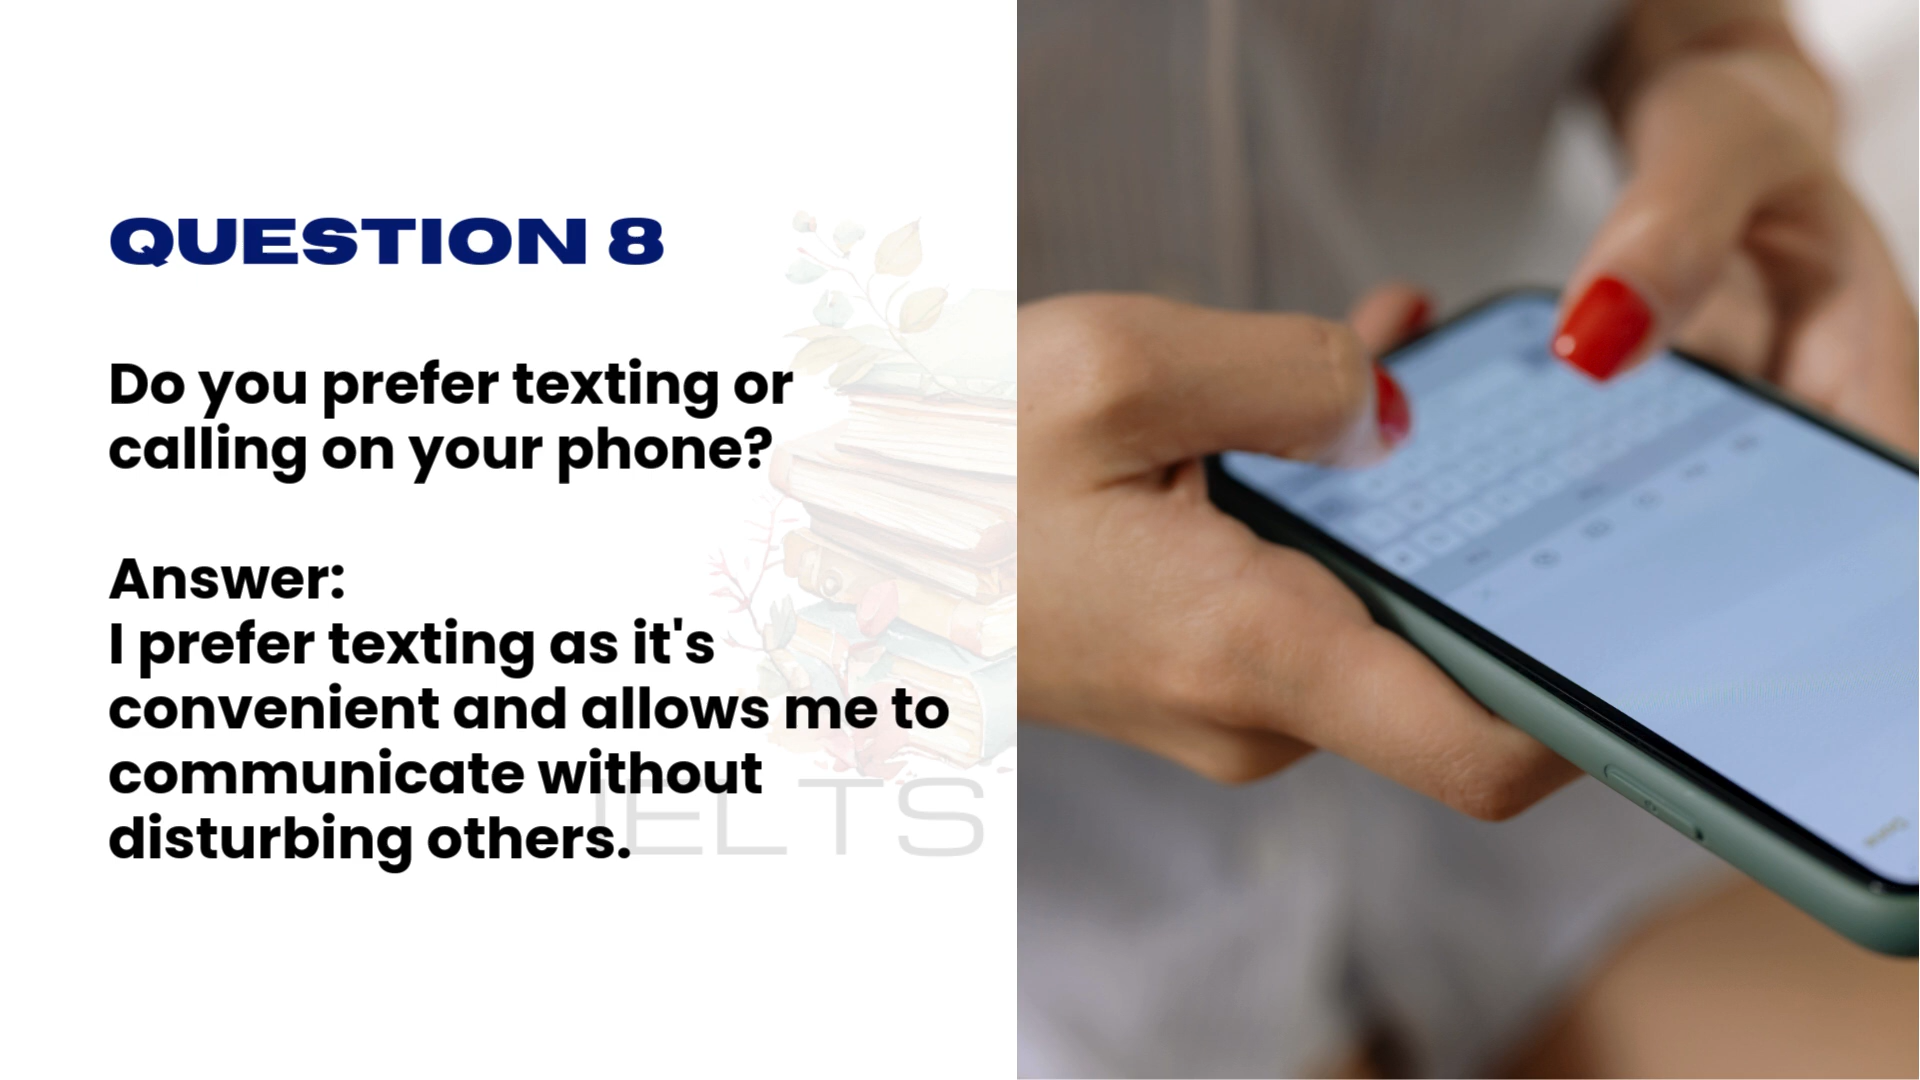 QUESTION 8
Do you prefer texting or
calling on your phone?
Answer:
I prefer texting as it's
convenient and allows me to
communicate without
disturbing others.
IELTS